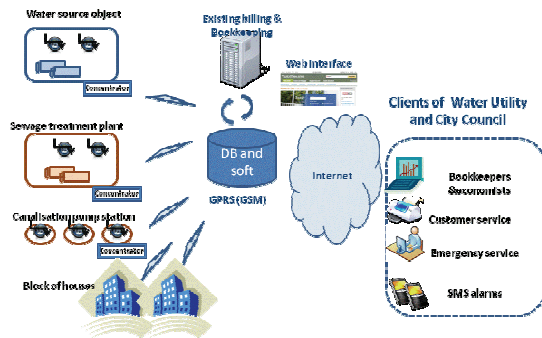 Water source object
Concentrator
Sewage treatment plant
Concentrator
Canalisation pump station
Concentrator
Block of houses
Existing billing &
Bookkeeping
Web Interface
DB and
soft
GPRS (GSM)
Internet
Clients of Water Utility
and City Council
Bookkeepers
&economists
Customer service
Emergency service
SMS alarms